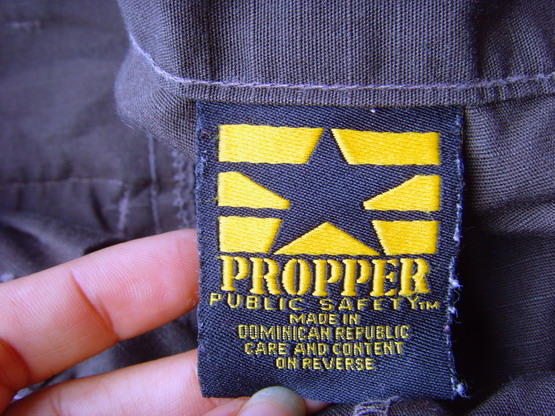 PROPPER
PUBLIC SAFETY™
MADE IN
DOMINICAN REPUBLIC
CARE AND CONTENT
ON REVERSE